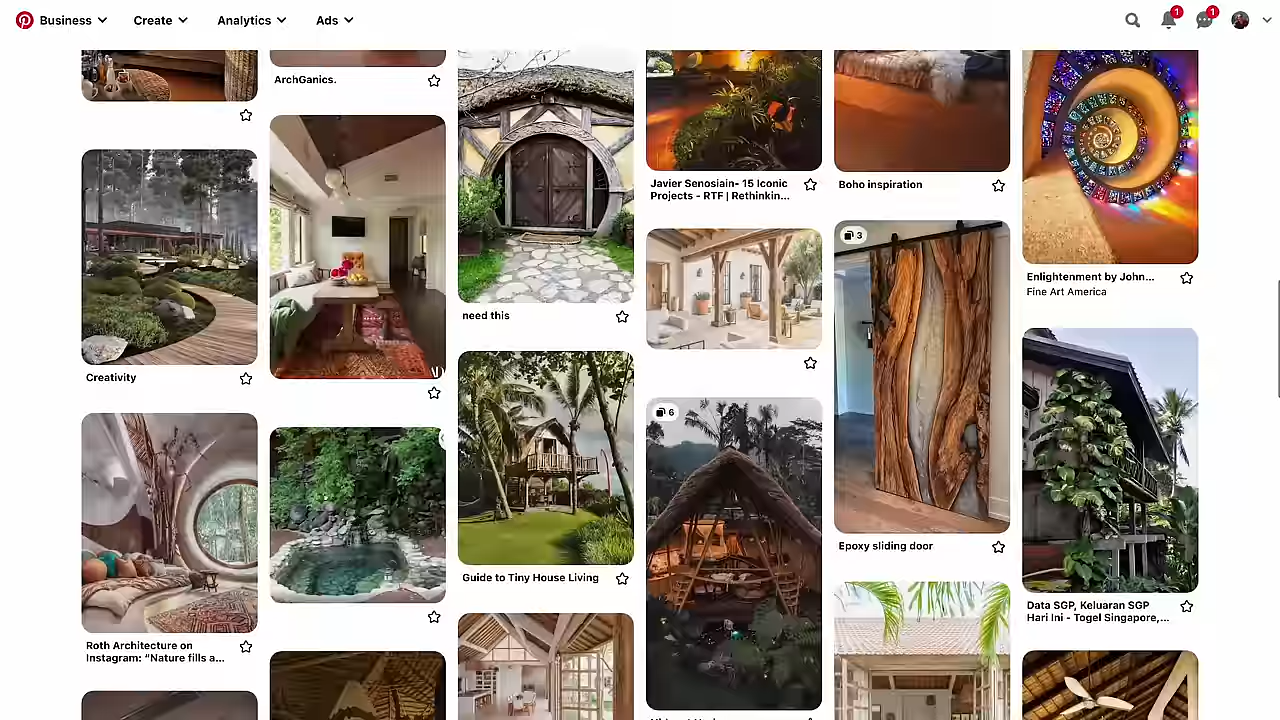 Business
Create
Analytics
Ads
1
1
ArchGanics.
Creativity
Roth Architecture on
Instagram: “Nature fills a...
need this
Guide to Tiny House Living
Javier Senosiain- 15 Iconic
Projects - RTF | Rethinkin...
6
Boho inspiration
3
Epoxy sliding door
Enlightenment by John...
Fine Art America
Data SGP, Keluaran SGP
Hari Ini - Togel Singapore,...